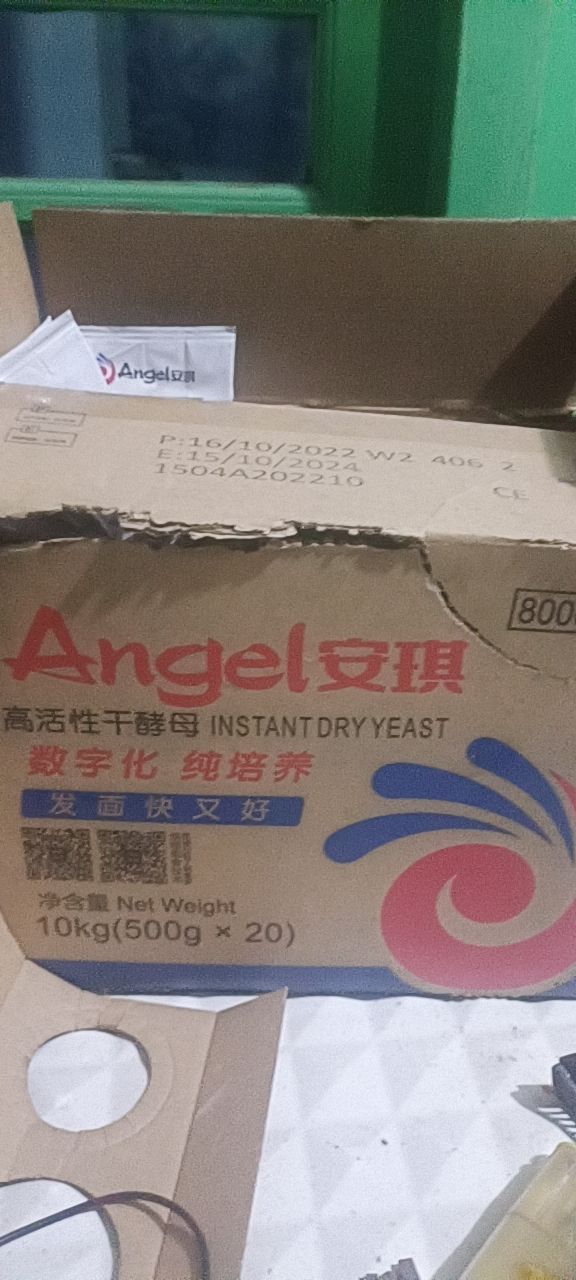 Angel安琪
P:16/10/2022 W2 406 2
E:15/10/2024
1504A202210
CE
800
Angel安琪
高活性干酵母 INSTANT DRY YEAST
数字化 纯培养
发面快又好
净含量 Net Weight
10kg(500g × 20)